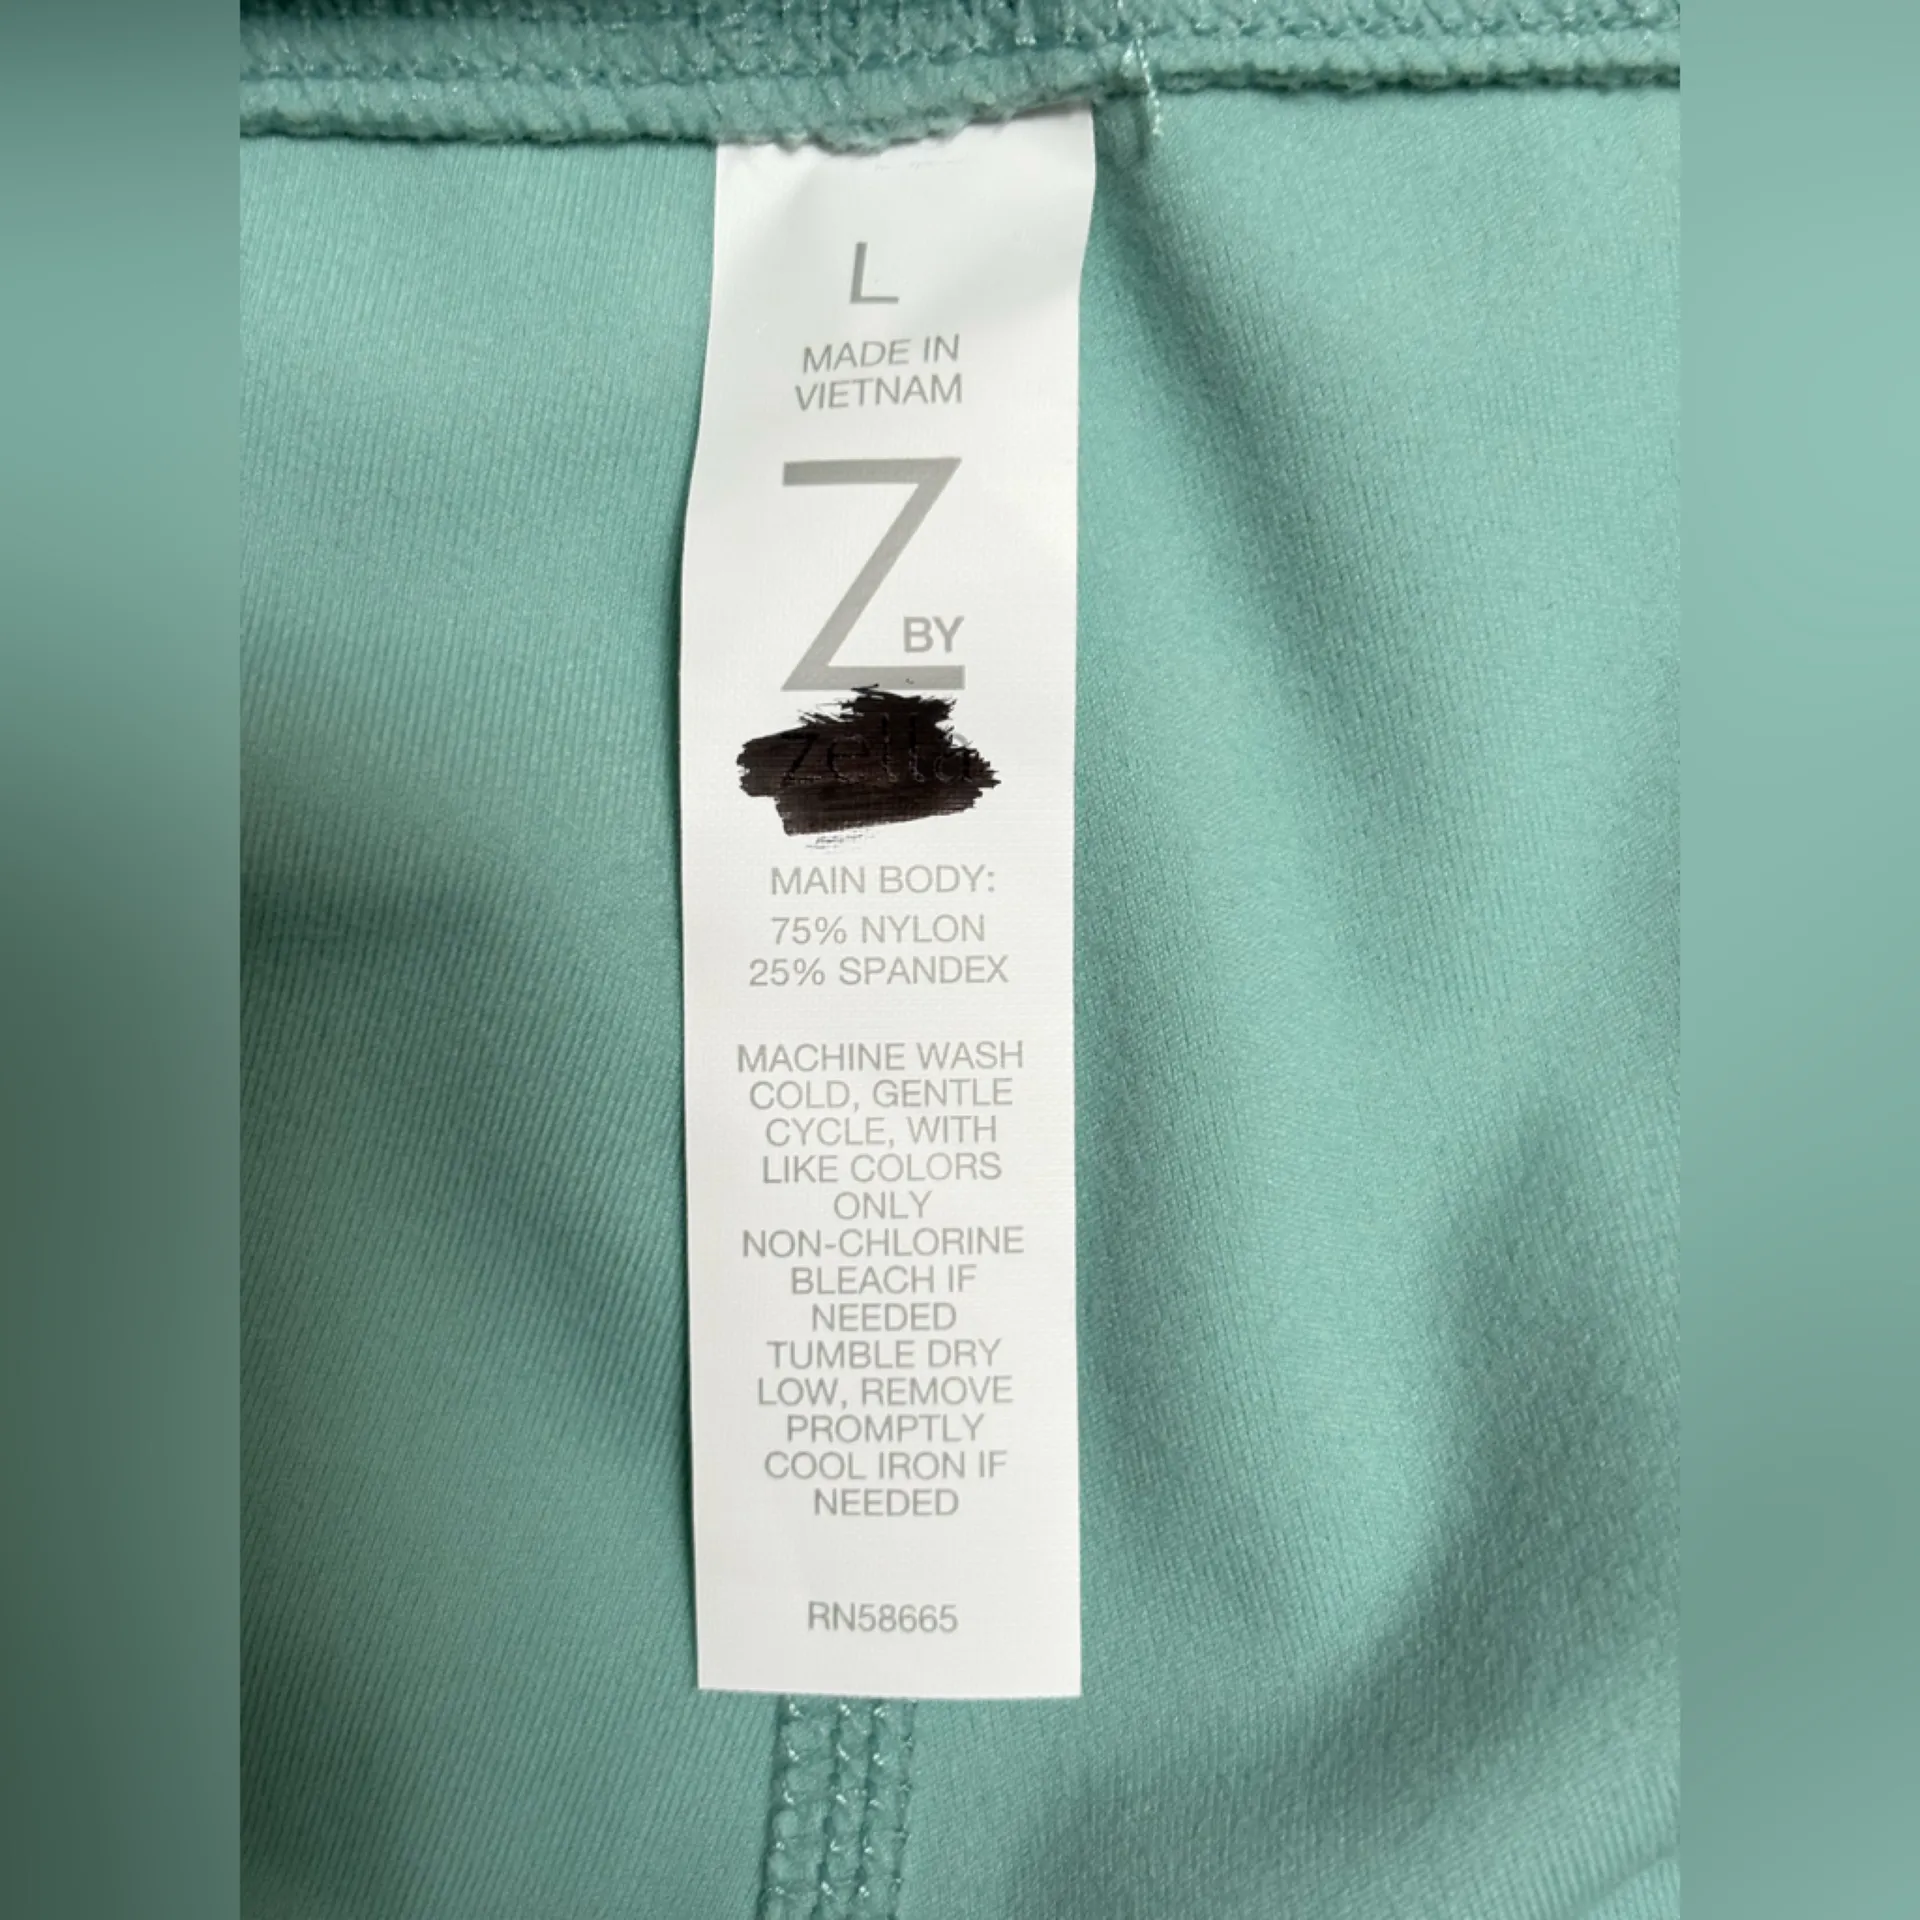 L
MADE IN
VIETNAM
Z BY
zella
MAIN BODY:
75% NYLON
25% SPANDEX
MACHINE WASH
COLD, GENTLE
CYCLE, WITH
LIKE COLORS
ONLY
NON-CHLORINE
BLEACH IF
NEEDED
TUMBLE DRY
LOW, REMOVE
PROMPTLY
COOL IRON IF
NEEDED
RN58665